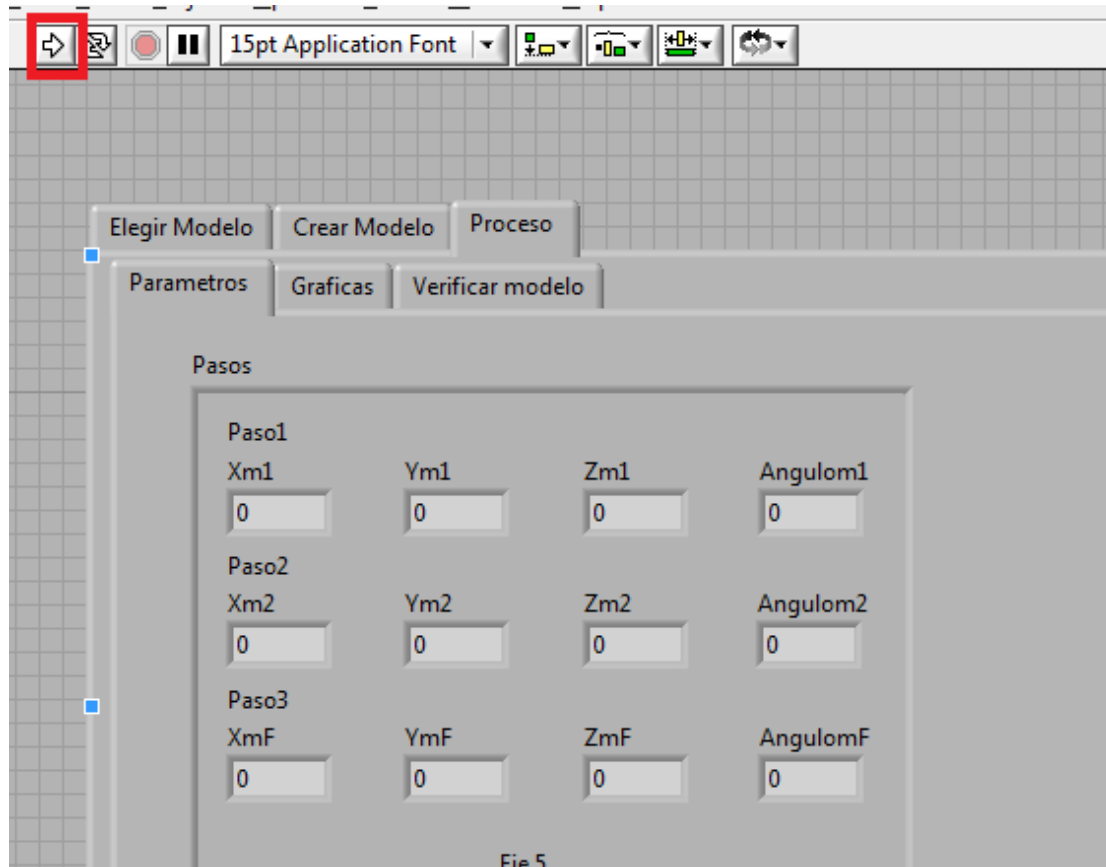 15pt Application Font
Elegir Modelo Crear Modelo Proceso
Parametros Graficas Verificar modelo
Pasos
Paso1
Xm1 Ym1 Zm1 Angulom1
0 0 0 0
Paso2
Xm2 Ym2 Zm2 Angulom2
0 0 0 0
Paso3
XmF YmF ZmF AngulomF
0 0 0 0
Eje 5